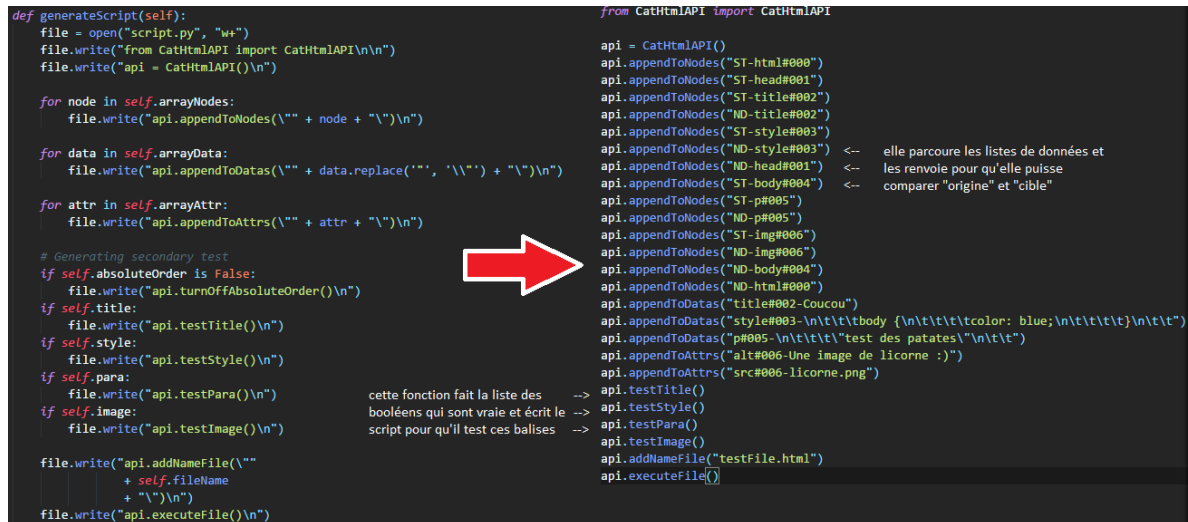 def generateScript(self):
file = open("script.py", "w+")
file.write("from CatHtmlAPI import CatHtmlAPI\n\n")
file.write("api = CatHtmlAPI()\n")
for node in self.arrayNodes:
file.write("api.appendToNodes(\"" + node + "\")\n")
for data in self.arrayData:
file.write("api.appendToDatas(\"" + data.replace('"', '\\"') + "\")\n")
for attr in self.arrayAttr:
file.write("api.appendToAttrs(\"" + attr + "\")\n")
# Generating secondary test
if self.absoluteOrder is False:
file.write("api.turnOffAbsoluteOrder()\n")
if self.title:
file.write("api.testTitle()\n")
if self.style:
file.write("api.testStyle()\n")
if self.para:
file.write("api.testPara()\n")
if self.image:
file.write("api.testImage()\n")
file.write("api.addNameFile(\""
+ self.fileName
+ "\")\n")
file.write("api.executeFile()\n")
cette fonction fait la liste des -->
booléens qui sont vraie et écrit le -->
script pour qu'il test ces balises -->
from CatHtmlAPI import CatHtmlAPI
api = CatHtmlAPI()
api.appendToNodes("ST-html#000")
api.appendToNodes("ST-head#001")
api.appendToNodes("ST-title#002")
api.appendToNodes("ND-title#002")
api.appendToNodes("ST-style#003")
api.appendToNodes("ND-style#003") <-- elle parcoure les listes de données et
api.appendToNodes("ND-head#001") <-- les renvoie pour qu'elle puisse
api.appendToNodes("ST-body#004") <-- comparer "origine" et "cible"
api.appendToNodes("ST-p#005")
api.appendToNodes("ND-p#005")
api.appendToNodes("ST-img#006")
api.appendToNodes("ND-img#006")
api.appendToNodes("ND-body#004")
api.appendToNodes("ND-html#000")
api.appendToDatas("title#002-Coucou")
api.appendToDatas("style#003-\n\t\t\tbody {\n\t\t\t\tcolor: blue;\n\t\t\t\t}\n\t\t")
api.appendToDatas("p#005-\n\t\t\t\"test des patates\"\n\t\t")
api.appendToAttrs("alt#006-Une image de licorne :)")
api.appendToAttrs("src#006-licorne.png")
api.testTitle()
api.testStyle()
api.testPara()
api.testImage()
api.addNameFile("testFile.html")
api.executeFile()